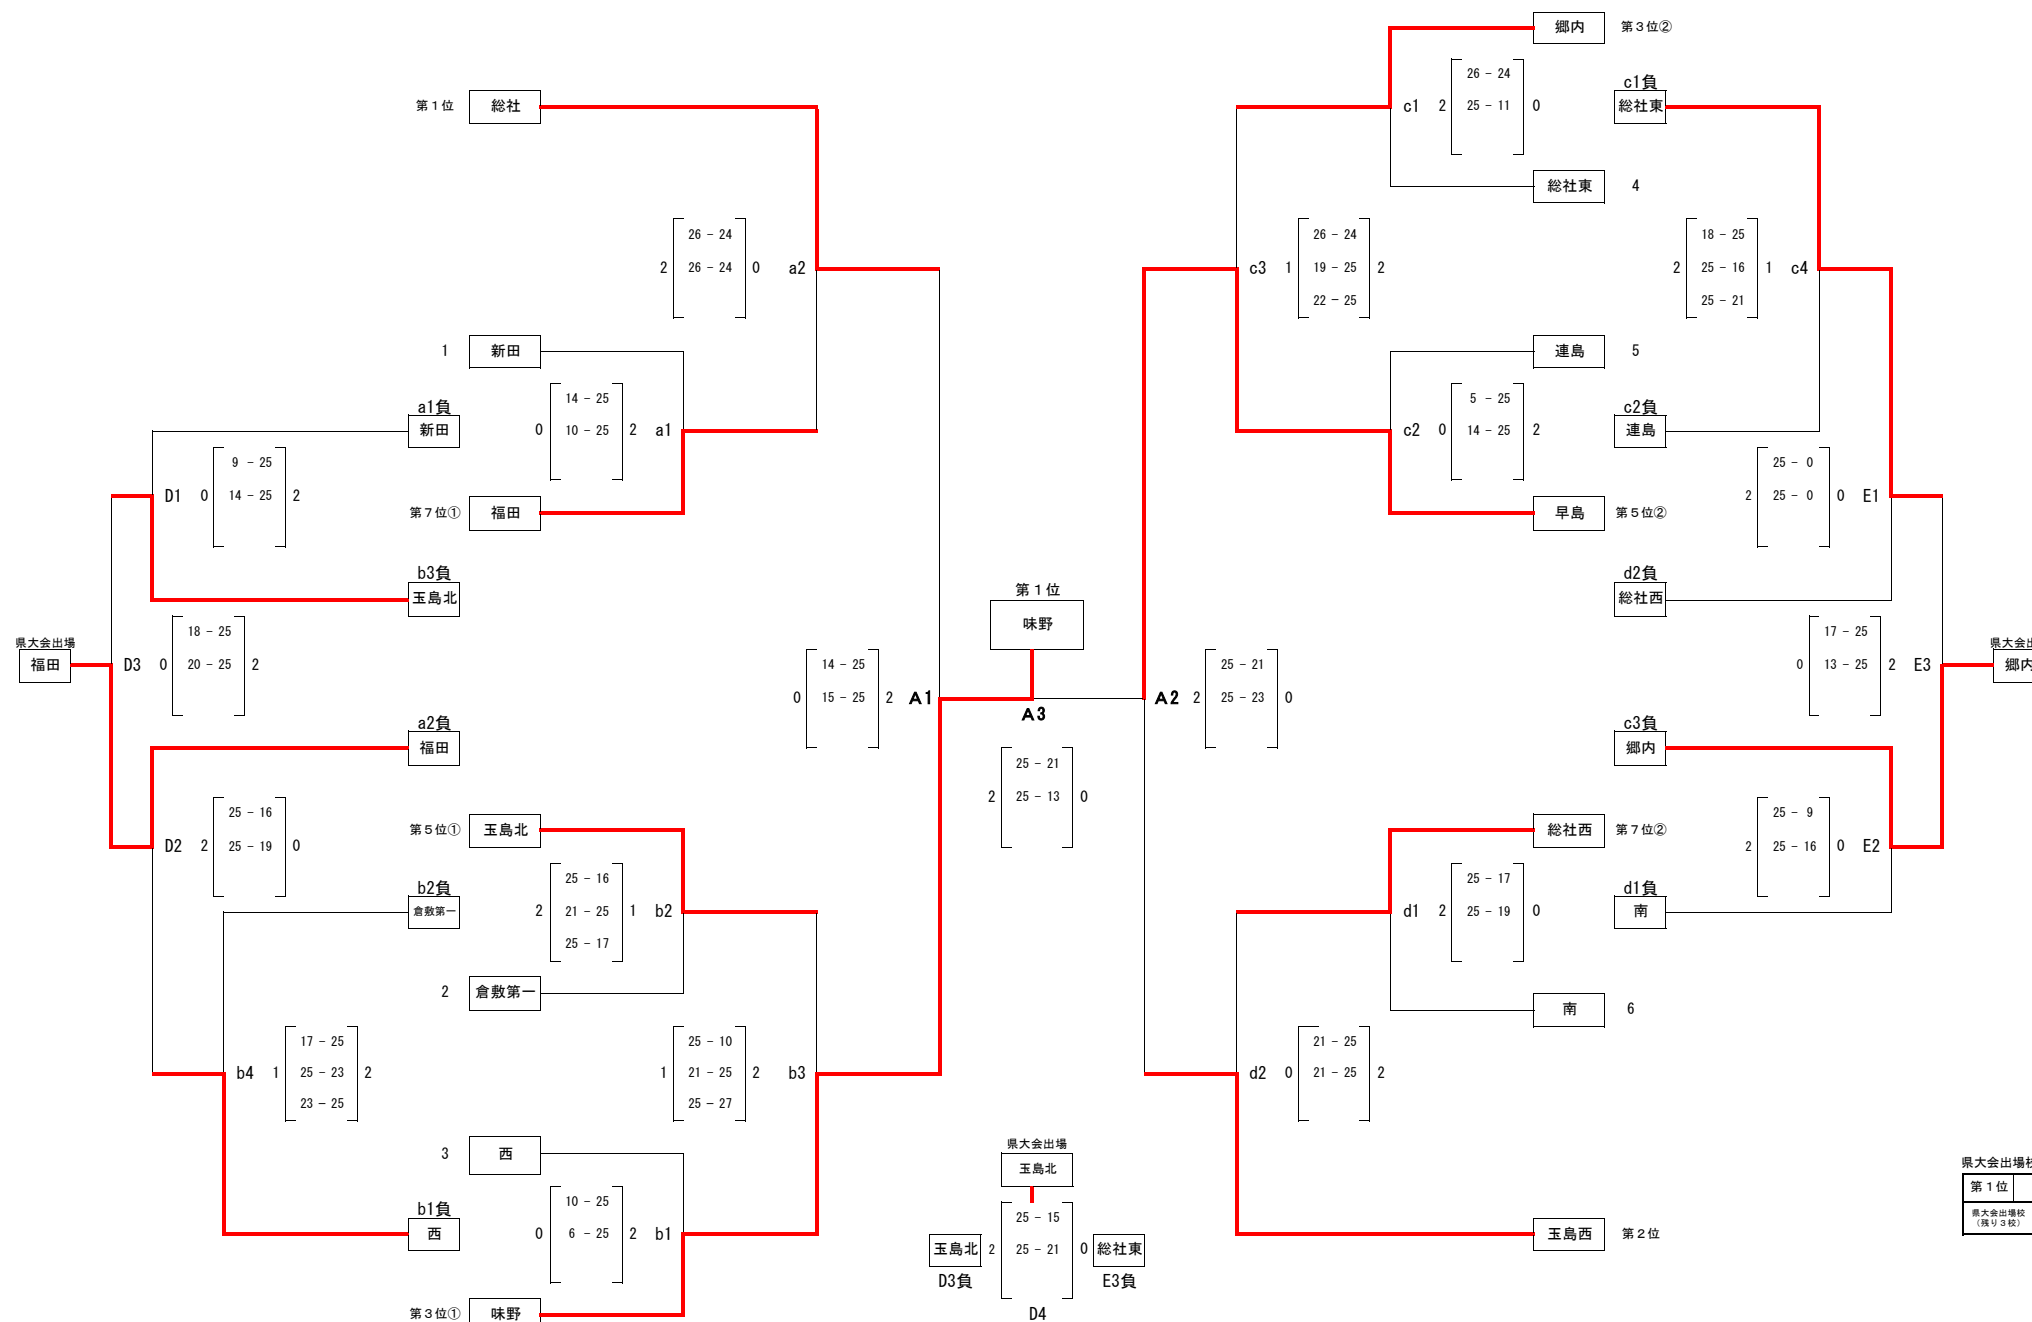 郷内 第３位②
c1負
総社東
26 － 24
c1 2 25 － 11 0
第１位 総社
総社東 4
26 － 24
2 26 － 24 0 a2
26 － 24
c3 1 19 － 25 2
22 － 25
18 － 25
2 25 － 16 1 c4
25 － 21
1 新田
連島 5
a1負
新田
14 － 25
0 10 － 25 2 a1
5 － 25
c2 0 14 － 25 2
c2負
連島
9 － 25
D1 0 14 － 25 2
第７位① 福田
早島 第５位②
25 － 0
2 25 － 0 0 E1
b3負
玉島北
第１位
味野
d2負
総社西
県大会出場
福田
18 － 25
D3 0 20 － 25 2
14 － 25
0 15 － 25 2 A1
A3
25 － 21
A2 2 25 － 23 0
17 － 25
0 13 － 25 2 E3
県大会出
郷内
a2負
福田
25 － 21
2 25 － 13 0
c3負
郷内
25 － 16
D2 2 25 － 19 0
第５位① 玉島北
総社西 第７位②
25 － 9
2 25 － 16 0 E2
b2負
倉敷第一
25 － 16
2 21 － 25 1 b2
25 － 17
25 － 17
d1 2 25 － 19 0
d1負
南
2 倉敷第一
南 6
17 － 25
b4 1 25 － 23 2
23 － 25
25 － 10
1 21 － 25 2 b3
25 － 27
21 － 25
d2 0 21 － 25 2
3 西
県大会出場
玉島北
県大会出場校
第１位
県大会出場校
（残り３校）
b1負
西
10 － 25
0 6 － 25 2 b1
25 － 15
玉島北 2 25 － 21 0 総社東
D3負 E3負
D4
玉島西 第２位
第３位① 味野